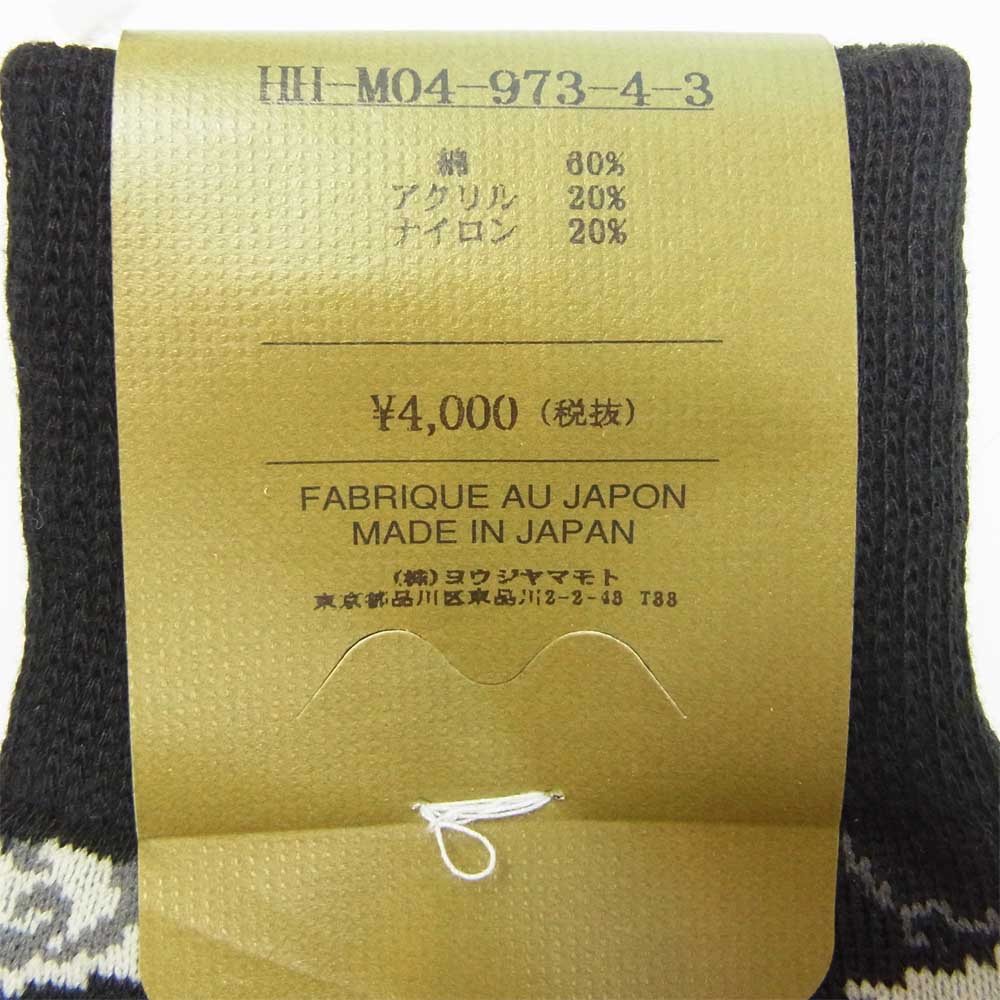 HH-M04-973-4-3
綿 60%
アクリル 20%
ナイロン 20%
¥4,000 (税抜)
FABRIQUE AU JAPON
MADE IN JAPAN
(株)ヨウジヤマモト
東京都品川区東品川2-2-43 T33